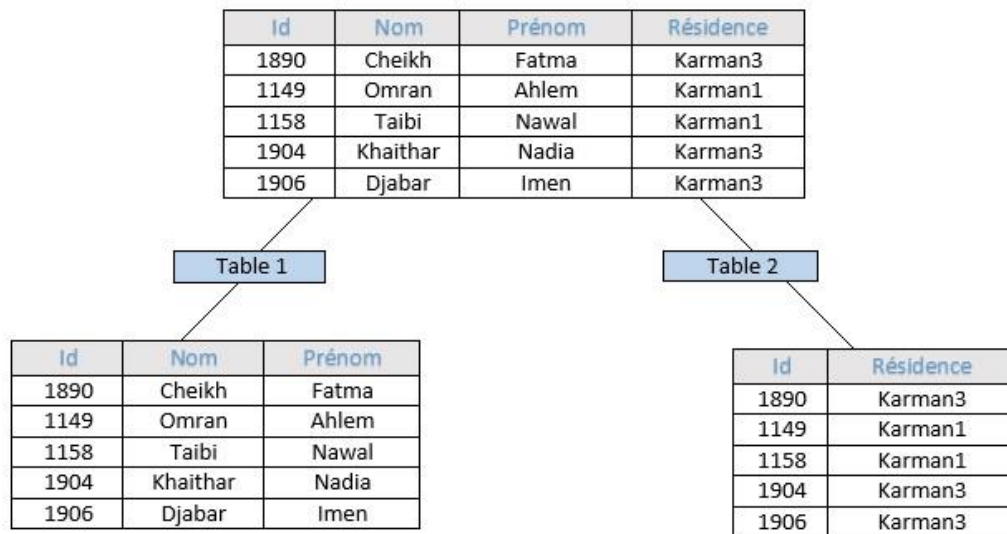 Id Nom Prénom Résidence
1890 Cheikh Fatma Karman3
1149 Omran Ahlem Karman1
1158 Taibi Nawal Karman1
1904 Khaithar Nadia Karman3
1906 Djabar Imen Karman3
Table 1
Table 2
Id Nom Prénom
1890 Cheikh Fatma
1149 Omran Ahlem
1158 Taibi Nawal
1904 Khaithar Nadia
1906 Djabar Imen
Id Résidence
1890 Karman3
1149 Karman1
1158 Karman1
1904 Karman3
1906 Karman3